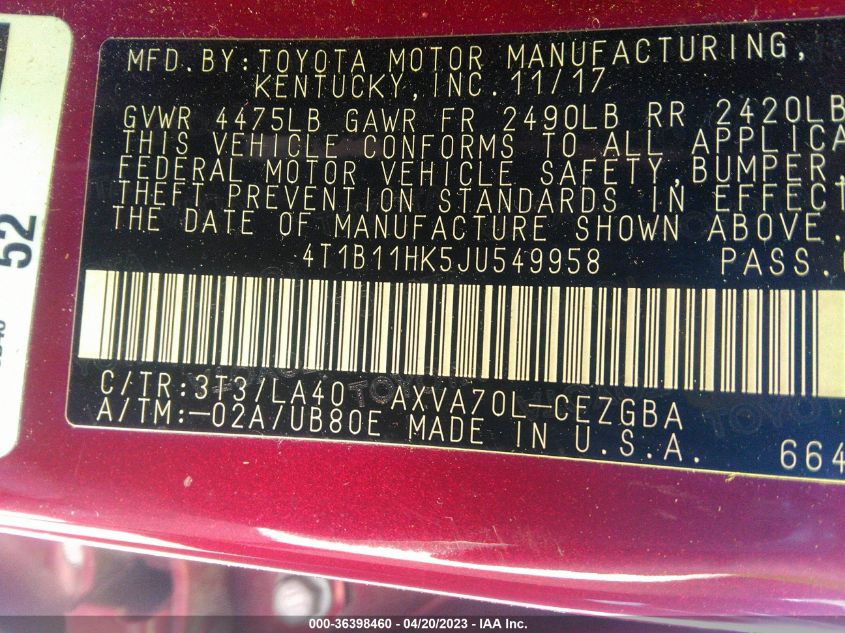 MFD.BY:TOYOTA MOTOR MANUFACTURING,
KENTUCKY,INC.11/17
GVWR 4475LB GAWR FR 2490LB RR 2420LB
THIS VEHICLE CONFORMS TO ALL APPLICA
FEDERAL MOTOR VEHICLE SAFETY,BUMPER,
THEFT PREVENTION STANDARDS IN EFFECT
THE DATE OF MANUFACTURE SHOWN ABOVE.
4T1B11HK5JU549958 PASS.
C/TR:3T3/LA40 AXVA70L-CEZGBA
A/TM:-02A/UB80E MADE IN U.S.A.
664
52
000-36398460 - 04/20/2023 - IAA Inc.